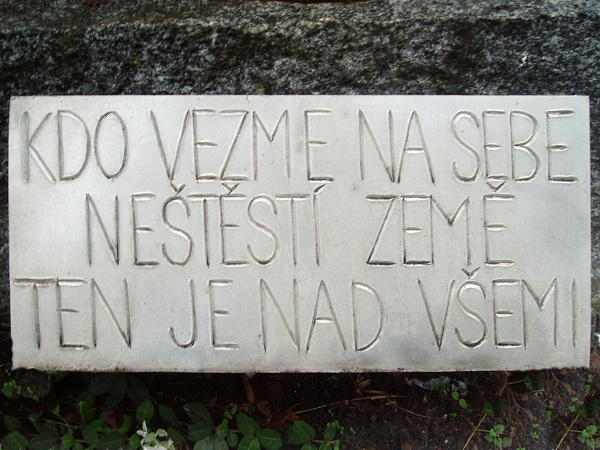 KDO VEZME NA SEBE
NEŠTĚSTÍ ZEMĚ
TEN JE NAD VŠEMI